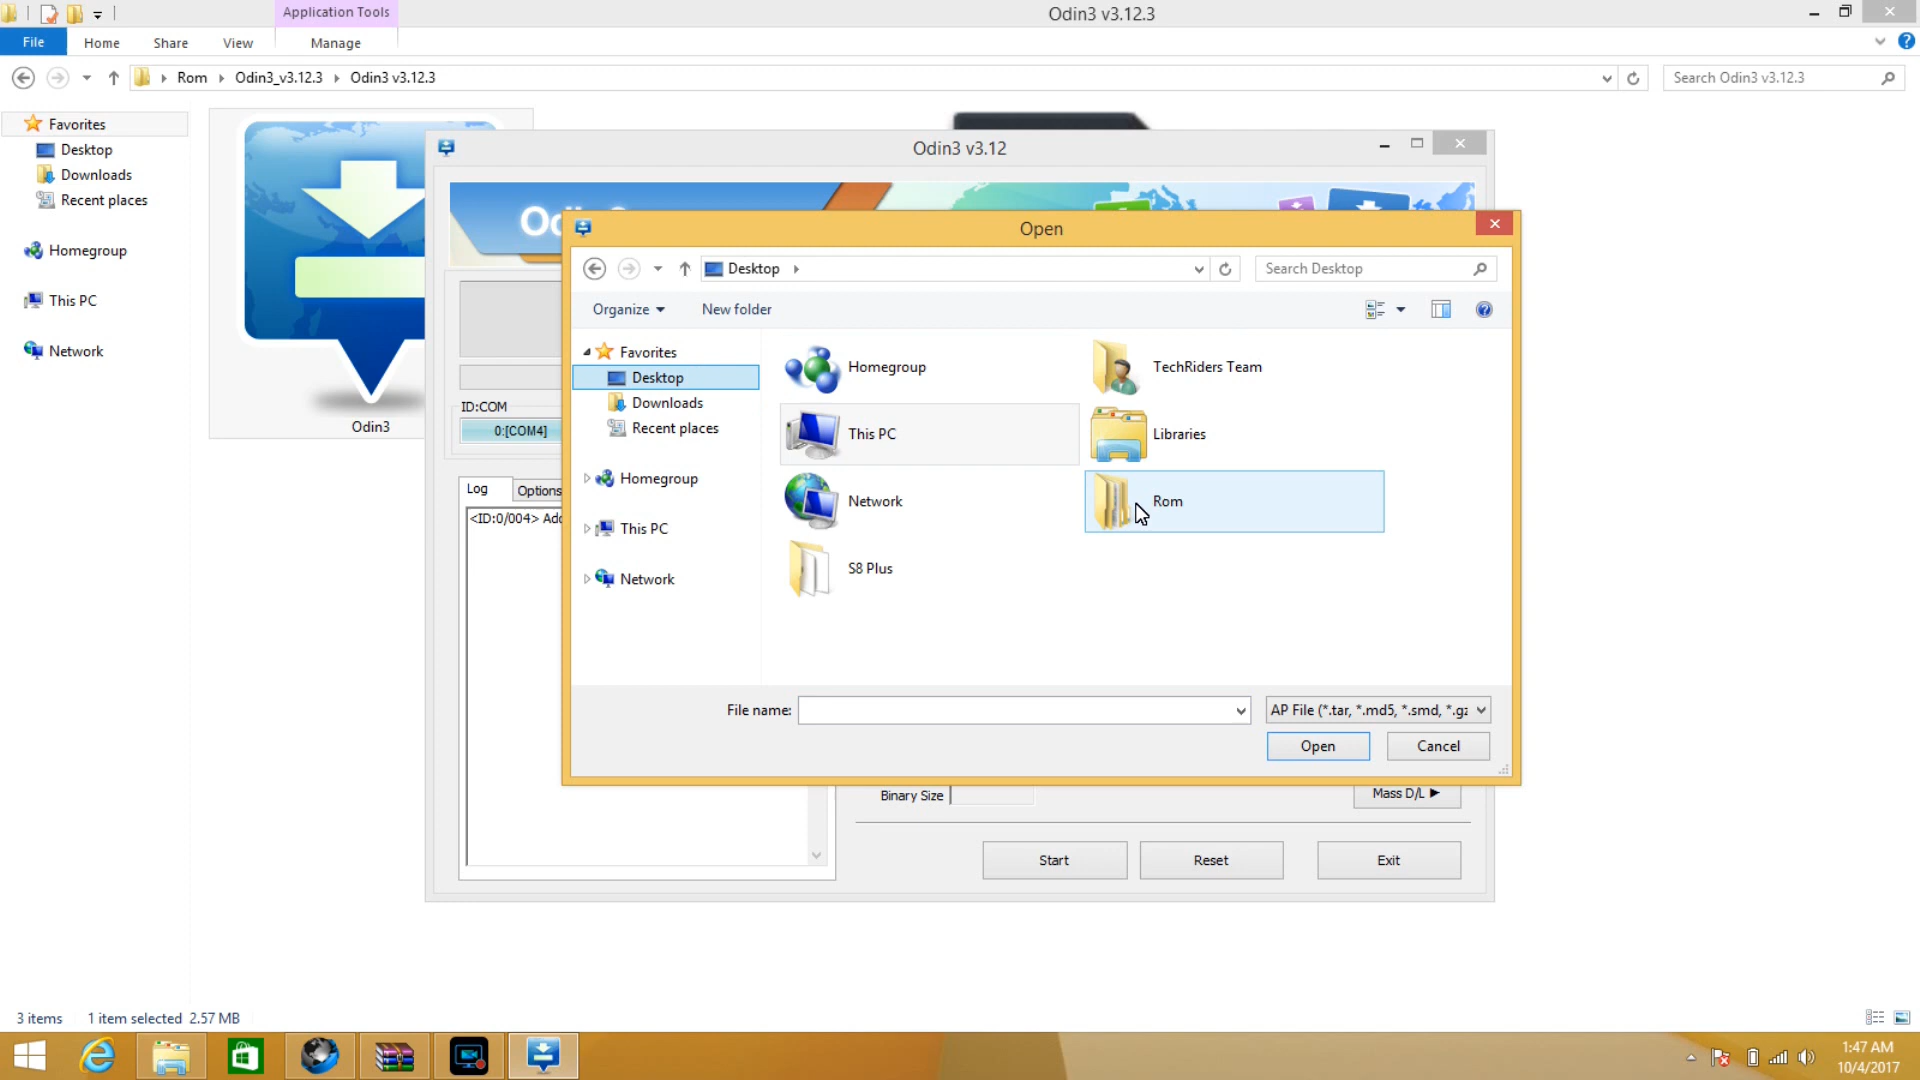 Application Tools
Odin3 v3.12.3
File Home Share View Manage
Rom Odin3_v3.12.3 Odin3 v3.12.3
Search Odin3 v3.12.3
Favorites
Desktop
Downloads
Recent places
Homegroup
This PC
Network
Odin3
Odin3 v3.12
ID:COM
0:[COM4]
Log Options
<ID:0/004> Add
Open
Desktop
Search Desktop
Organize New folder
Favorites
Desktop
Downloads
Recent places
Homegroup
This PC
Network
Homegroup TechRiders Team
This PC Libraries
Network Rom
S8 Plus
File name: AP File (*.tar, *.md5, *.smd, *.gz
Open Cancel
Binary Size Mass D/L ▶
Start Reset Exit
3 items 1 item selected 2.57 MB
1:47 AM
10/4/2017